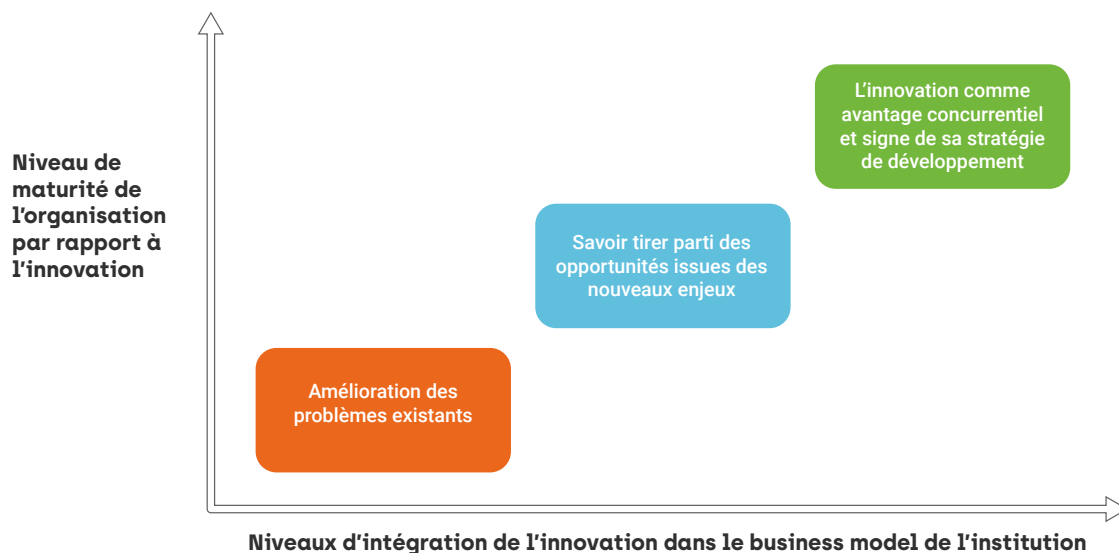 L'innovation comme
avantage concurrentiel
et signe de sa stratégie
de développement
Niveau de
maturité de
l'organisation
par rapport à
l'innovation
Savoir tirer parti des
opportunités issues des
nouveaux enjeux
Amélioration des
problèmes existants
Niveaux d'intégration de l'innovation dans le business model de l'institution